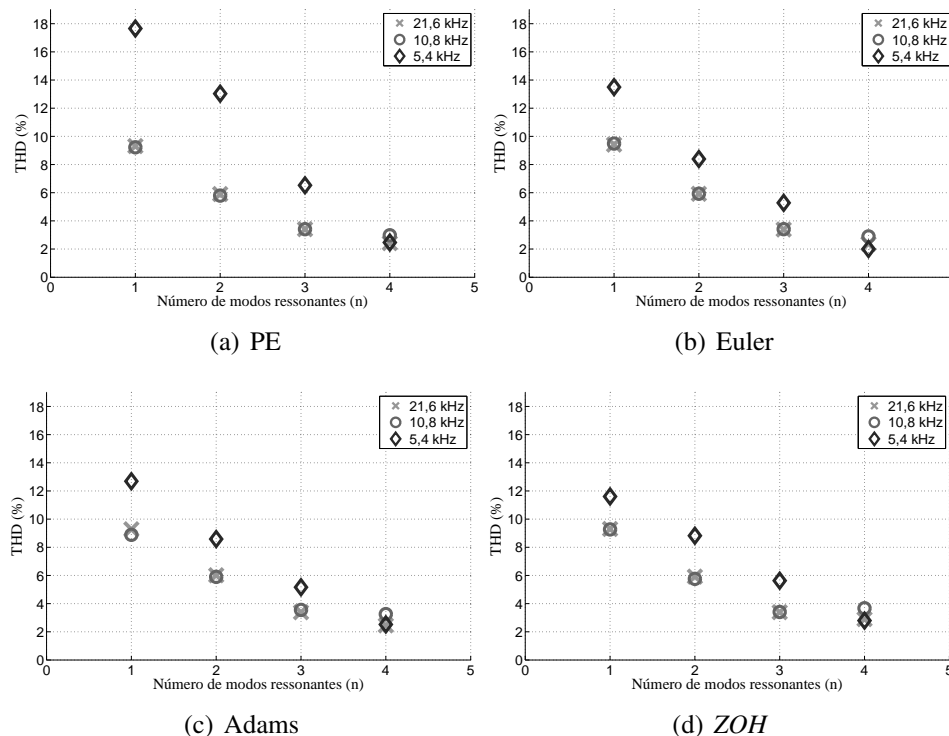 18
16
14
12
10
8
6
4
2
0
THD (%)
21,6 kHz
10,8 kHz
5,4 kHz
0 1 2 3 4 5
Número de modos ressonantes (n)
(a) PE
18
16
14
12
10
8
6
4
2
0
THD (%)
21,6 kHz
10,8 kHz
5,4 kHz
0 1 2 3 4
Número de modos ressonantes (n)
(b) Euler
18
16
14
12
10
8
6
4
2
0
THD (%)
21,6 kHz
10,8 kHz
5,4 kHz
0 1 2 3 4 5
Número de modos ressonantes (n)
(c) Adams
18
16
14
12
10
8
6
4
2
0
THD (%)
21,6 kHz
10,8 kHz
5,4 kHz
0 1 2 3 4 5
Número de modos ressonantes (n)
(d) ZOH